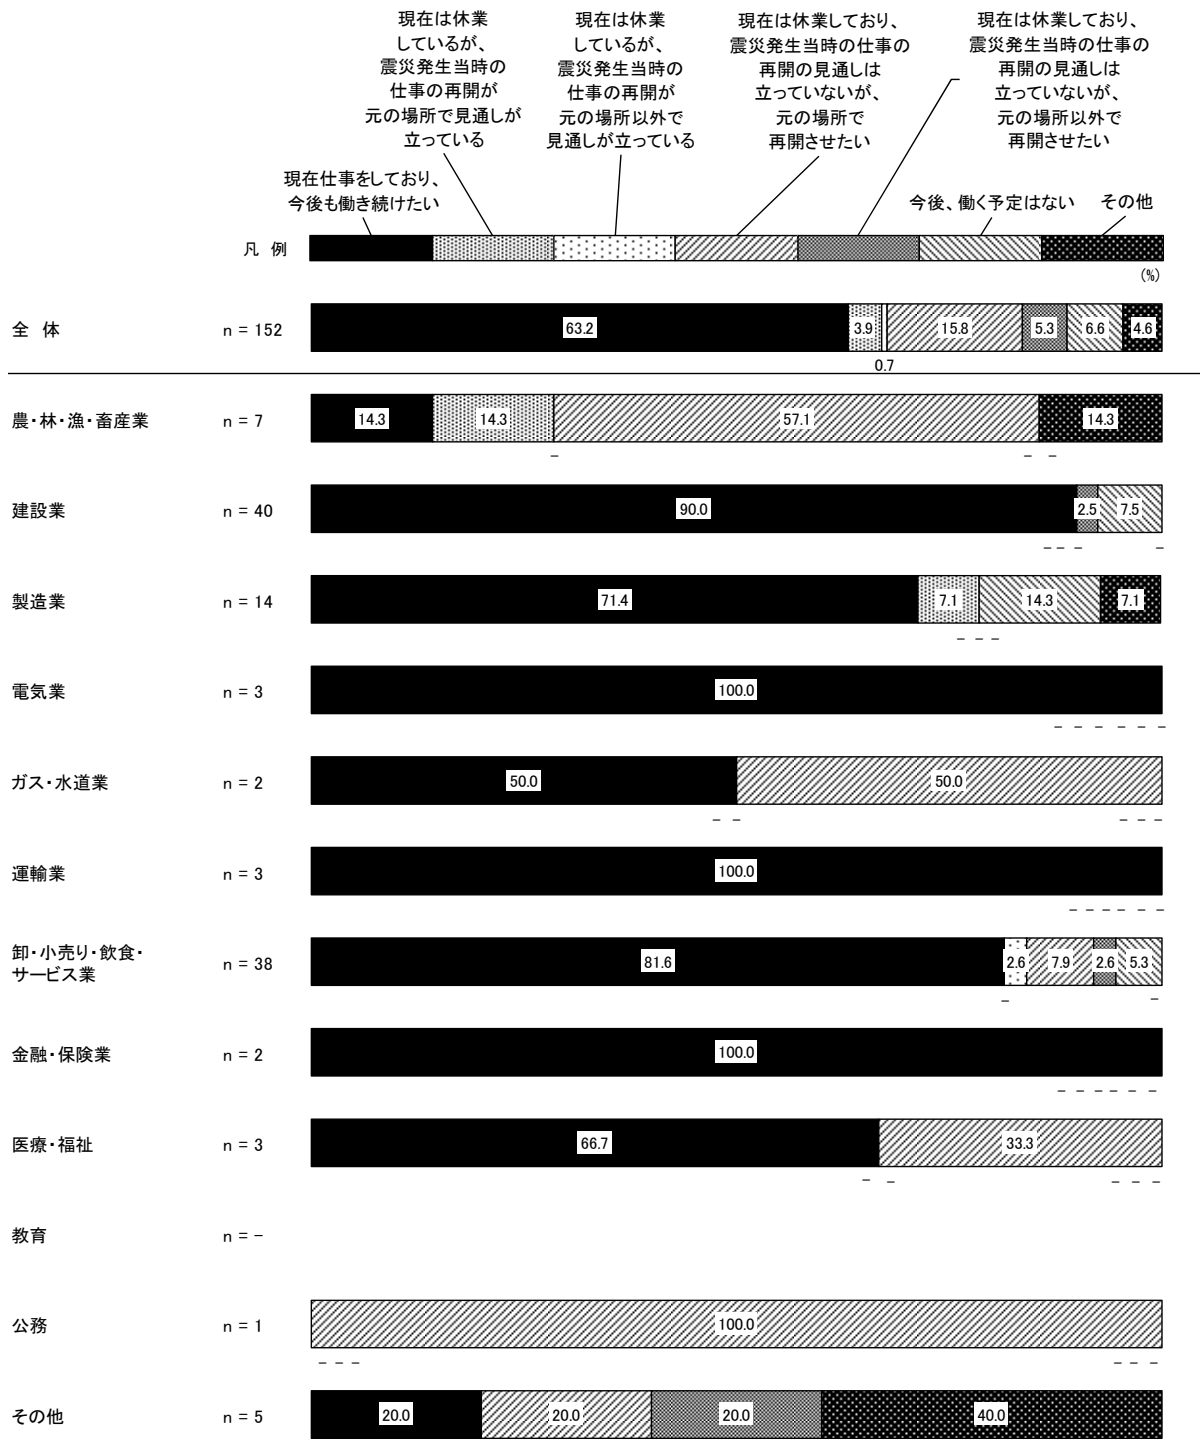 現在は休業
しているが、
震災発生当時の
仕事の再開が
元の場所で見通しが
立っている
現在は休業
しているが、
震災発生当時の
仕事の再開が
元の場所以外で
見通しが立っている
現在は休業しており、
震災発生当時の仕事の
再開の見通しは
立っていないが、
元の場所で
再開させたい
現在は休業しており、
震災発生当時の仕事の
再開の見通しは
立っていないが、
元の場所以外で
再開させたい
現在仕事をしており、
今後も働き続けたい
今後、働く予定はない
その他
凡 例
(%)
全 体 n = 152 63.2 3.9 15.8 5.3 6.6 4.6
0.7
農・林・漁・畜産業 n = 7 14.3 14.3 57.1 14.3
– – –
建設業 n = 40 90.0 2.5 7.5
– – – –
製造業 n = 14 71.4 7.1 14.3 7.1
– – –
電気業 n = 3 100.0
– – – – – –
ガス・水道業 n = 2 50.0 50.0
– – – – –
運輸業 n = 3 100.0
– – – – – –
卸・小売り・飲食・
サービス業 n = 38 81.6 2.6 7.9 2.6 5.3
– –
金融・保険業 n = 2 100.0
– – – – – –
医療・福祉 n = 3 66.7 33.3
– – – – –
教育 n = –
公務 n = 1 100.0
– – – – – –
その他 n = 5 20.0 20.0 20.0 40.0